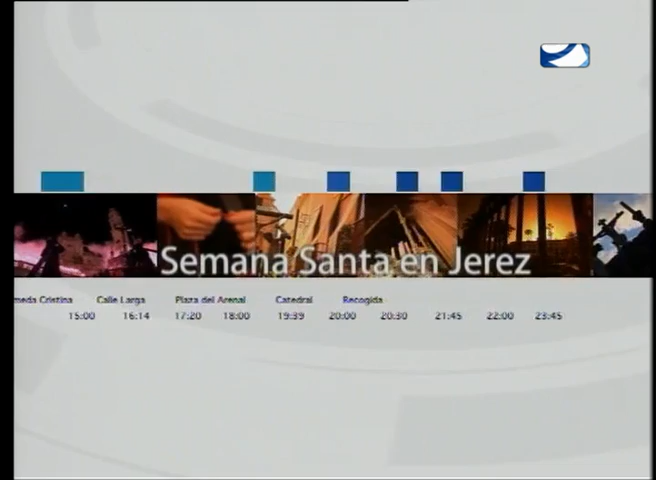 Semana Santa en Jerez
meda Cristina Calle Larga Plaza del Arenal Catedral Recogida
15:00 16:14 17:20 18:00 19:39 20:00 20:30 21:45 22:00 23:45